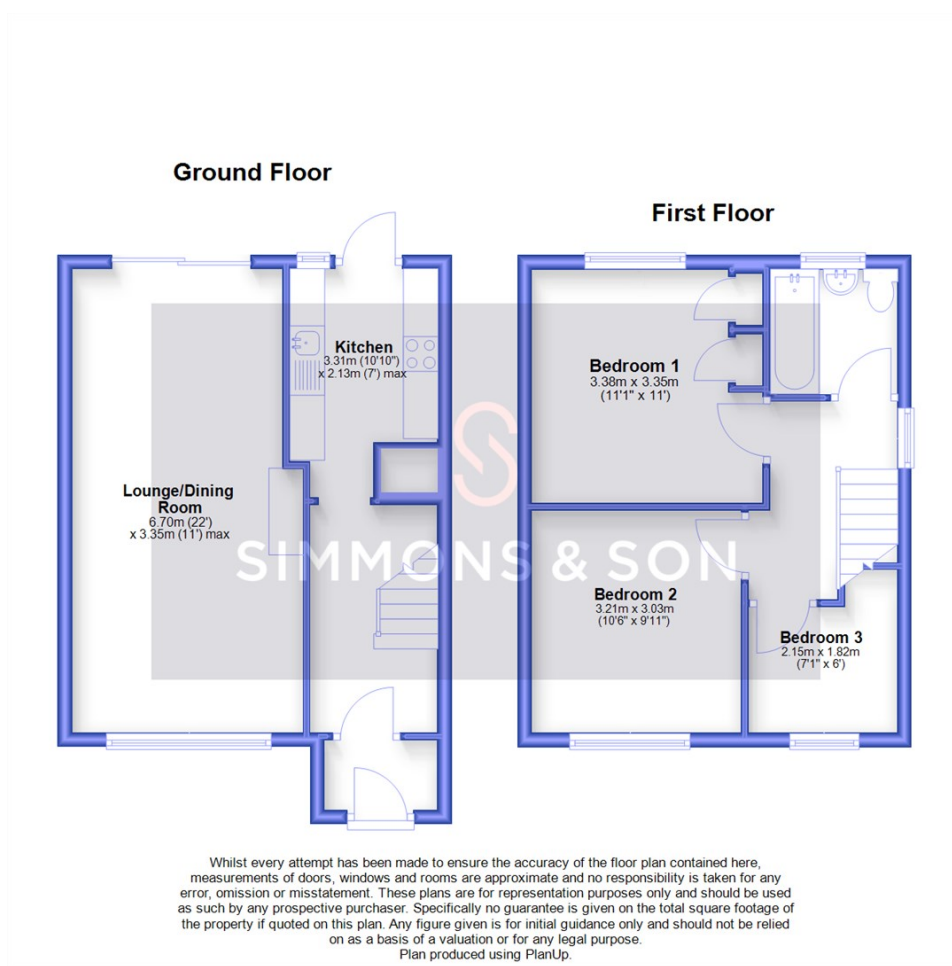 Ground Floor
First Floor
Kitchen
3.31m (10'10")
x 2.13m (7') max
Bedroom 1
3.38m x 3.35m
(11'1" x 11')
Lounge/Dining
Room
6.70m (22')
x 3.35m (11') max
SIMMONS & SON
Bedroom 2
3.21m x 3.03m
(10'6" x 9'11")
Bedroom 3
2.15m x 1.82m
(7'1" x 6')
Whilst every attempt has been made to ensure the accuracy of the floor plan contained here,
measurements of doors, windows and rooms are approximate and no responsibility is taken for any
error, omission or misstatement. These plans are for representation purposes only and should be used
as such by any prospective purchaser. Specifically no guarantee is given on the total square footage of
the property if quoted on this plan. Any figure given is for initial guidance only and should not be relied
on as a basis of a valuation or for any legal purpose.
Plan produced using PlanUp.